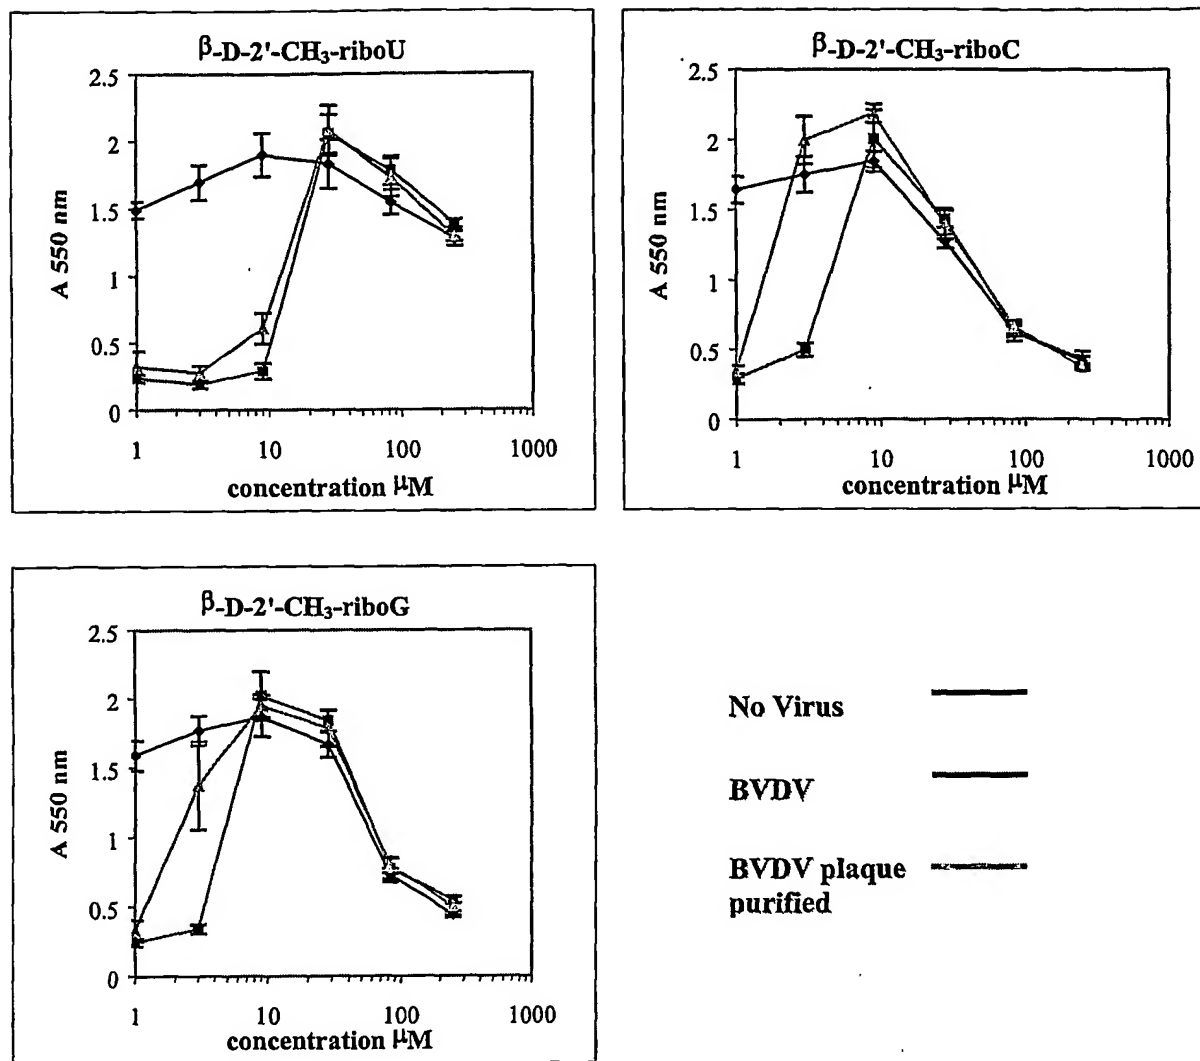 β-D-2'-CH₃-riboU
2.5
2
1.5
1
0.5
0
A 550 nm
1 10 100 1000
concentration μM
β-D-2'-CH₃-riboC
2.5
2
1.5
1
0.5
0
A 550 nm
1 10 100 1000
concentration μM
β-D-2'-CH₃-riboG
2.5
2
1.5
1
0.5
0
A 550 nm
1 10 100 1000
concentration μM
No Virus
BVDV
BVDV plaque
purified